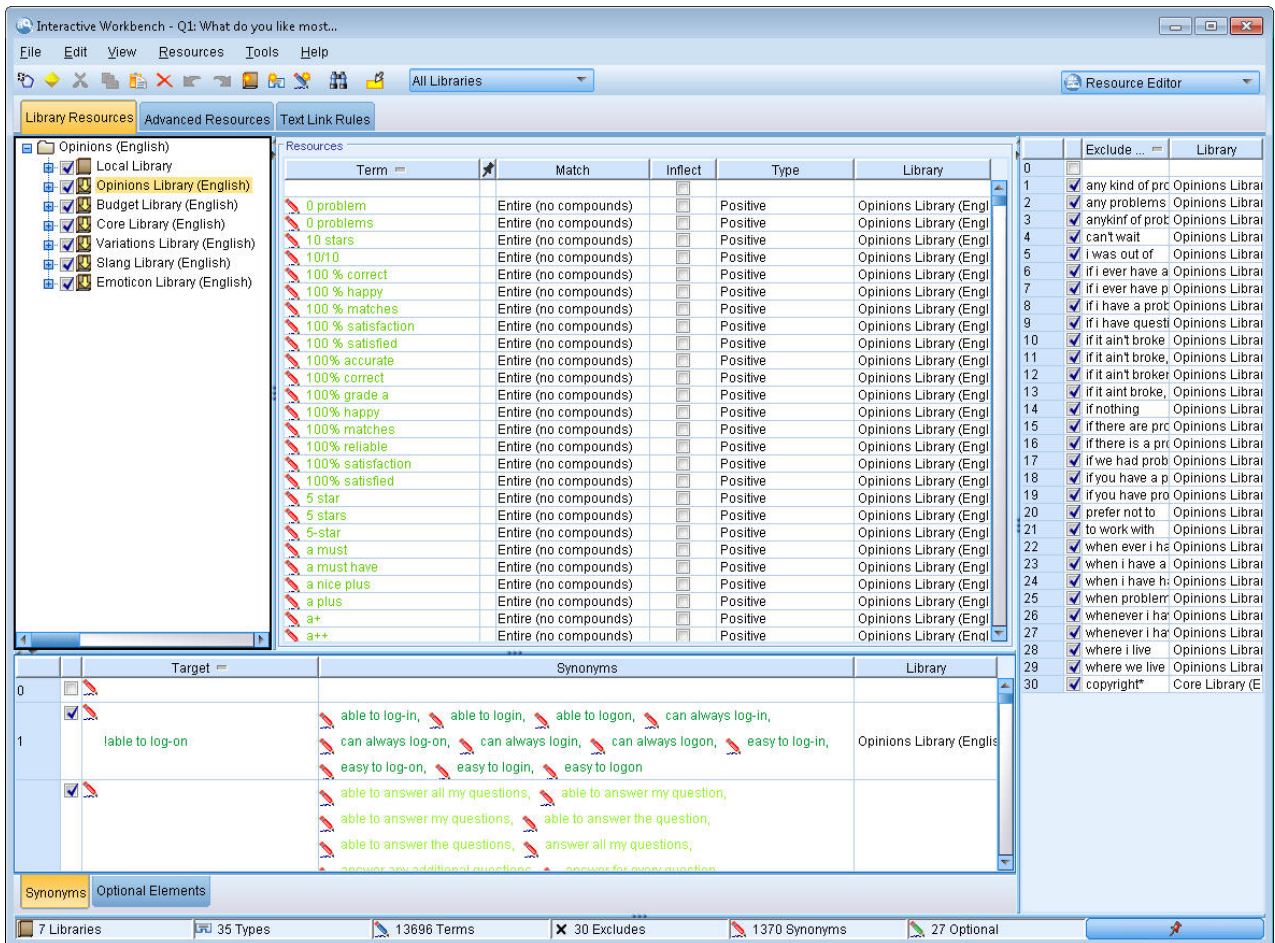 Interactive Workbench - Q1: What do you like most...
File Edit View Resources Tools Help
All Libraries
Resource Editor
Library Resources Advanced Resources Text Link Rules
Opinions (English)
Local Library
Opinions Library (English)
Budget Library (English)
Core Library (English)
Variations Library (English)
Slang Library (English)
Emoticon Library (English)
Resources
Term Match Inflect Type Library
0 problem Entire (no compounds) Positive Opinions Library (Engl
0 problems Entire (no compounds) Positive Opinions Library (Engl
10 stars Entire (no compounds) Positive Opinions Library (Engl
10/10 Entire (no compounds) Positive Opinions Library (Engl
100 % correct Entire (no compounds) Positive Opinions Library (Engl
100 % happy Entire (no compounds) Positive Opinions Library (Engl
100 % matches Entire (no compounds) Positive Opinions Library (Engl
100 % satisfaction Entire (no compounds) Positive Opinions Library (Engl
100 % satisfied Entire (no compounds) Positive Opinions Library (Engl
100% accurate Entire (no compounds) Positive Opinions Library (Engl
100% correct Entire (no compounds) Positive Opinions Library (Engl
100% grade a Entire (no compounds) Positive Opinions Library (Engl
100% happy Entire (no compounds) Positive Opinions Library (Engl
100% matches Entire (no compounds) Positive Opinions Library (Engl
100% reliable Entire (no compounds) Positive Opinions Library (Engl
100% satisfaction Entire (no compounds) Positive Opinions Library (Engl
100% satisfied Entire (no compounds) Positive Opinions Library (Engl
5 star Entire (no compounds) Positive Opinions Library (Engl
5 stars Entire (no compounds) Positive Opinions Library (Engl
5-star Entire (no compounds) Positive Opinions Library (Engl
a must Entire (no compounds) Positive Opinions Library (Engl
a must have Entire (no compounds) Positive Opinions Library (Engl
a nice plus Entire (no compounds) Positive Opinions Library (Engl
a plus Entire (no compounds) Positive Opinions Library (Engl
a+ Entire (no compounds) Positive Opinions Library (Engl
a++ Entire (no compounds) Positive Opinions Library (Engl
Exclude ... Library
0
1 any kind of prc Opinions Librai
2 any problems Opinions Librai
3 anykinf of prob Opinions Librai
4 can't wait Opinions Librai
5 i was out of Opinions Librai
6 if i ever have a Opinions Librai
7 if i ever have p Opinions Librai
8 if i have a prob Opinions Librai
9 if i have questi Opinions Librai
10 if it ain't broke Opinions Librai
11 if it ain't broke, Opinions Librai
12 if it ain't broker Opinions Librai
13 if it aint broke, Opinions Librai
14 if nothing Opinions Librai
15 if there are prc Opinions Librai
16 if there is a prc Opinions Librai
17 if we had prob Opinions Librai
18 if you have a p Opinions Librai
19 if you have pro Opinions Librai
20 prefer not to Opinions Librai
21 to work with Opinions Librai
22 when ever i ha Opinions Librai
23 when i have a Opinions Librai
24 when i have h Opinions Librai
25 when problem Opinions Librai
26 whenever i ha Opinions Librai
27 whenever i ha Opinions Librai
28 where i live Opinions Librai
29 where we live Opinions Librai
30 copyright* Core Library (E
Target Synonyms Library
0
able to log-in, able to login, able to logon, can always log-in,
1 !able to log-on can always log-on, can always login, can always logon, easy to log-in, Opinions Library (Englis
easy to log-on, easy to login, easy to logon
able to answer all my questions, able to answer my question,
able to answer my questions, able to answer the question,
able to answer the questions, answer all my questions,
answer any additional questions, answer for every question
Synonyms Optional Elements
7 Libraries 35 Types 13696 Terms 30 Excludes 1370 Synonyms 27 Optional